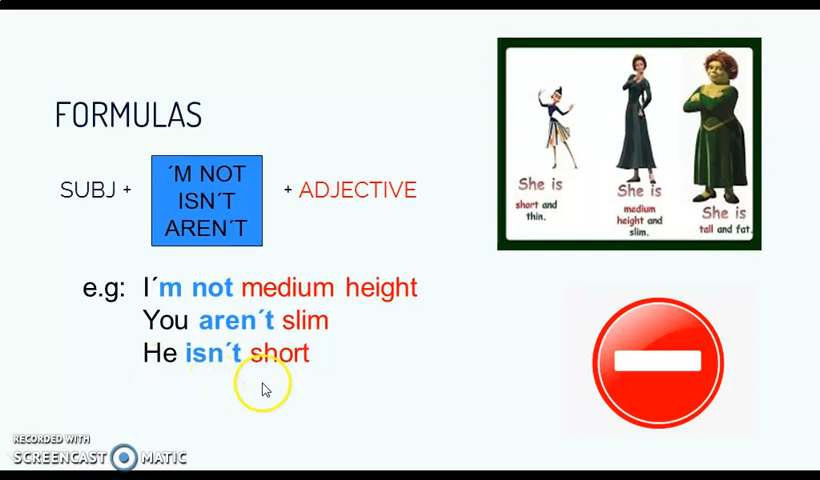 FORMULAS
SUBJ +
´M NOT
ISN´T
AREN´T
+ ADJECTIVE
e.g: I´m not medium height
You aren´t slim
He isn´t short
She is
short and
thin.
She is
medium
height and
slim.
She is
tall and fat.
RECORDED WITH
SCREENCAST MATIC